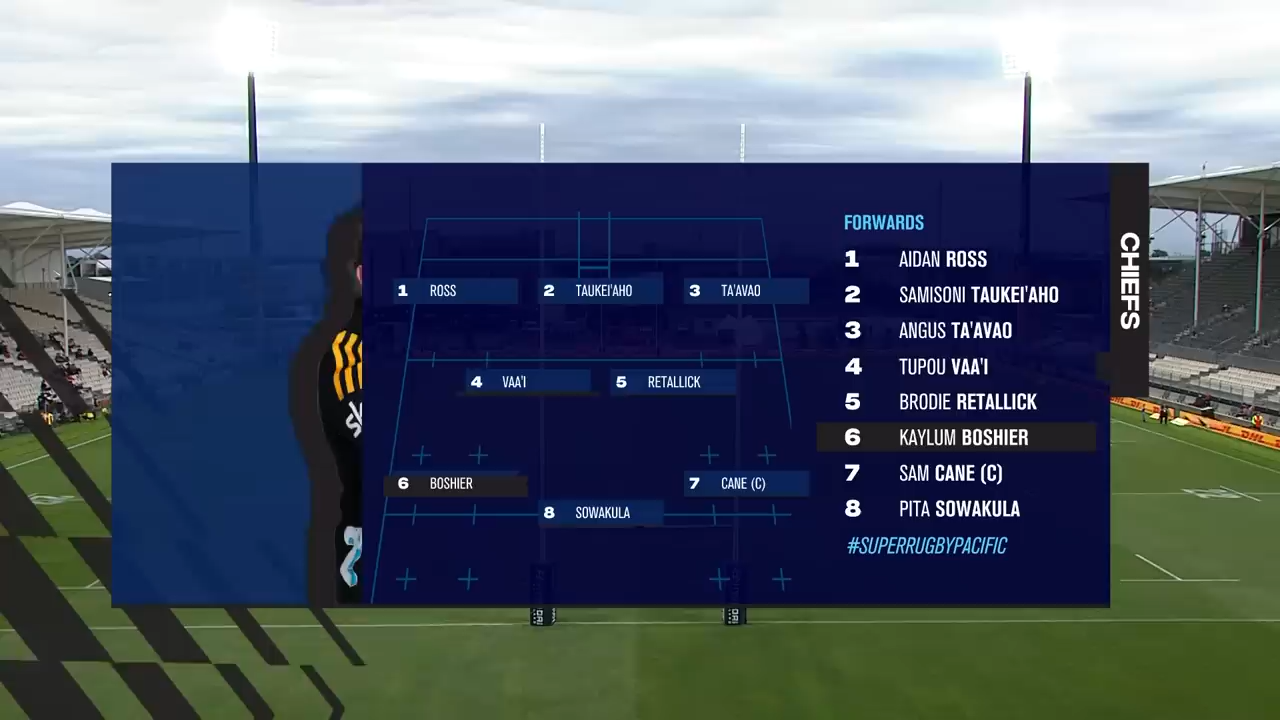 FORWARDS
1 AIDAN ROSS
2 SAMISONI TAUKEI'AHO
3 ANGUS TA'AVAO
4 TUPOU VAA'I
5 BRODIE RETALLICK
6 KAYLUM BOSHIER
7 SAM CANE (C)
8 PITA SOWAKULA
#SUPERRUGBYPACIFIC
CHIEFS
1 ROSS
2 TAUKEI'AHO
3 TA'AVAO
4 VAA'I
5 RETALLICK
6 BOSHIER
7 CANE (C)
8 SOWAKULA
DHL
DHL